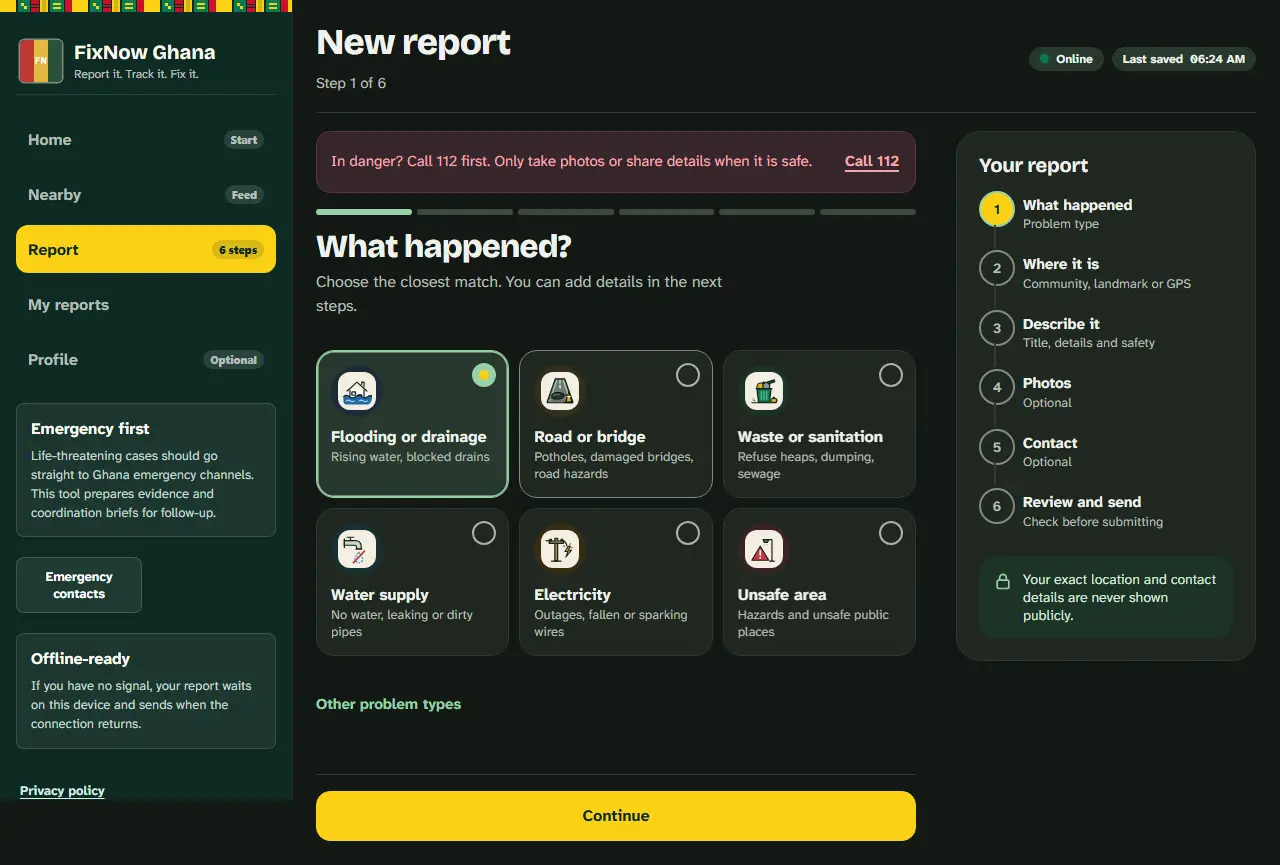 FN
FixNow Ghana
Report it. Track it. Fix it.
Home
Start
Nearby
Feed
Report
6 steps
My reports
Profile
Optional
Emergency first
Life-threatening cases should go
straight to Ghana emergency channels.
This tool prepares evidence and
coordination briefs for follow-up.
Emergency
contacts
Offline-ready
If you have no signal, your report waits
on this device and sends when the
connection returns.
Privacy policy
New report
Step 1 of 6
Online
Last saved 06:24 AM
In danger? Call 112 first. Only take photos or share details when it is safe.
Call 112
What happened?
Choose the closest match. You can add details in the next
steps.
Flooding or drainage
Rising water, blocked drains
Road or bridge
Potholes, damaged bridges,
road hazards
Waste or sanitation
Refuse heaps, dumping,
sewage
Water supply
No water, leaking or dirty
pipes
Electricity
Outages, fallen or sparking
wires
Unsafe area
Hazards and unsafe public
places
Other problem types
Continue
Your report
1
What happened
Problem type
2
Where it is
Community, landmark or GPS
3
Describe it
Title, details and safety
4
Photos
Optional
5
Contact
Optional
6
Review and send
Check before submitting
Your exact location and contact
details are never shown
publicly.